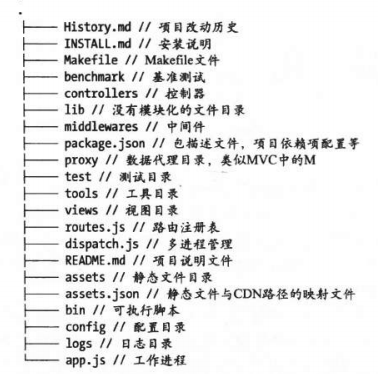 .
├── History.md // 项目改动历史
├── INSTALL.md // 安装说明
├── Makefile // Makefile文件
├── benchmark // 基准测试
├── controllers // 控制器
├── lib // 没有模块化的文件目录
├── middlewares // 中间件
├── package.json // 包描述文件，项目依赖项配置等
├── proxy // 数据代理目录，类似MVC中的M
├── test // 测试目录
├── tools // 工具目录
├── views // 视图目录
├── routes.js // 路由注册表
├── dispatch.js // 多进程管理
├── README.md // 项目说明文件
├── assets // 静态文件目录
├── assets.json // 静态文件与CDN路径的映射文件
├── bin // 可执行脚本
├── config // 配置目录
├── logs // 日志目录
└── app.js // 工作进程